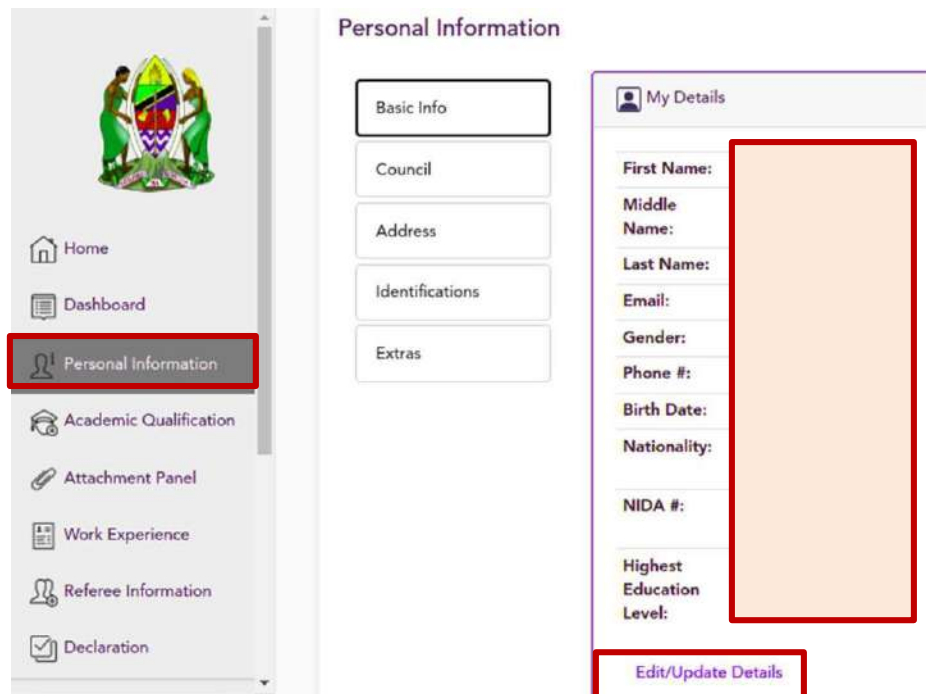 Personal Information
Home
Dashboard
Personal Information
Academic Qualification
Attachment Panel
Work Experience
Referee Information
Declaration
Basic Info
Council
Address
Identifications
Extras
My Details
First Name:
Middle
Name:
Last Name:
Email:
Gender:
Phone #:
Birth Date:
Nationality:
NIDA #:
Highest
Education
Level:
Edit/Update Details